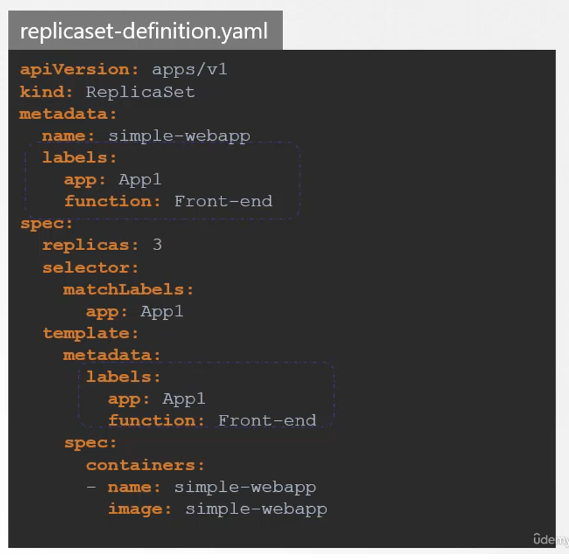 replicaset-definition.yaml
apiVersion: apps/v1
kind: ReplicaSet
metadata:
  name: simple-webapp
  labels:
    app: App1
    function: Front-end
spec:
  replicas: 3
  selector:
    matchLabels:
      app: App1
  template:
    metadata:
      labels:
        app: App1
        function: Front-end
    spec:
      containers:
      - name: simple-webapp
        image: simple-webapp
udemy